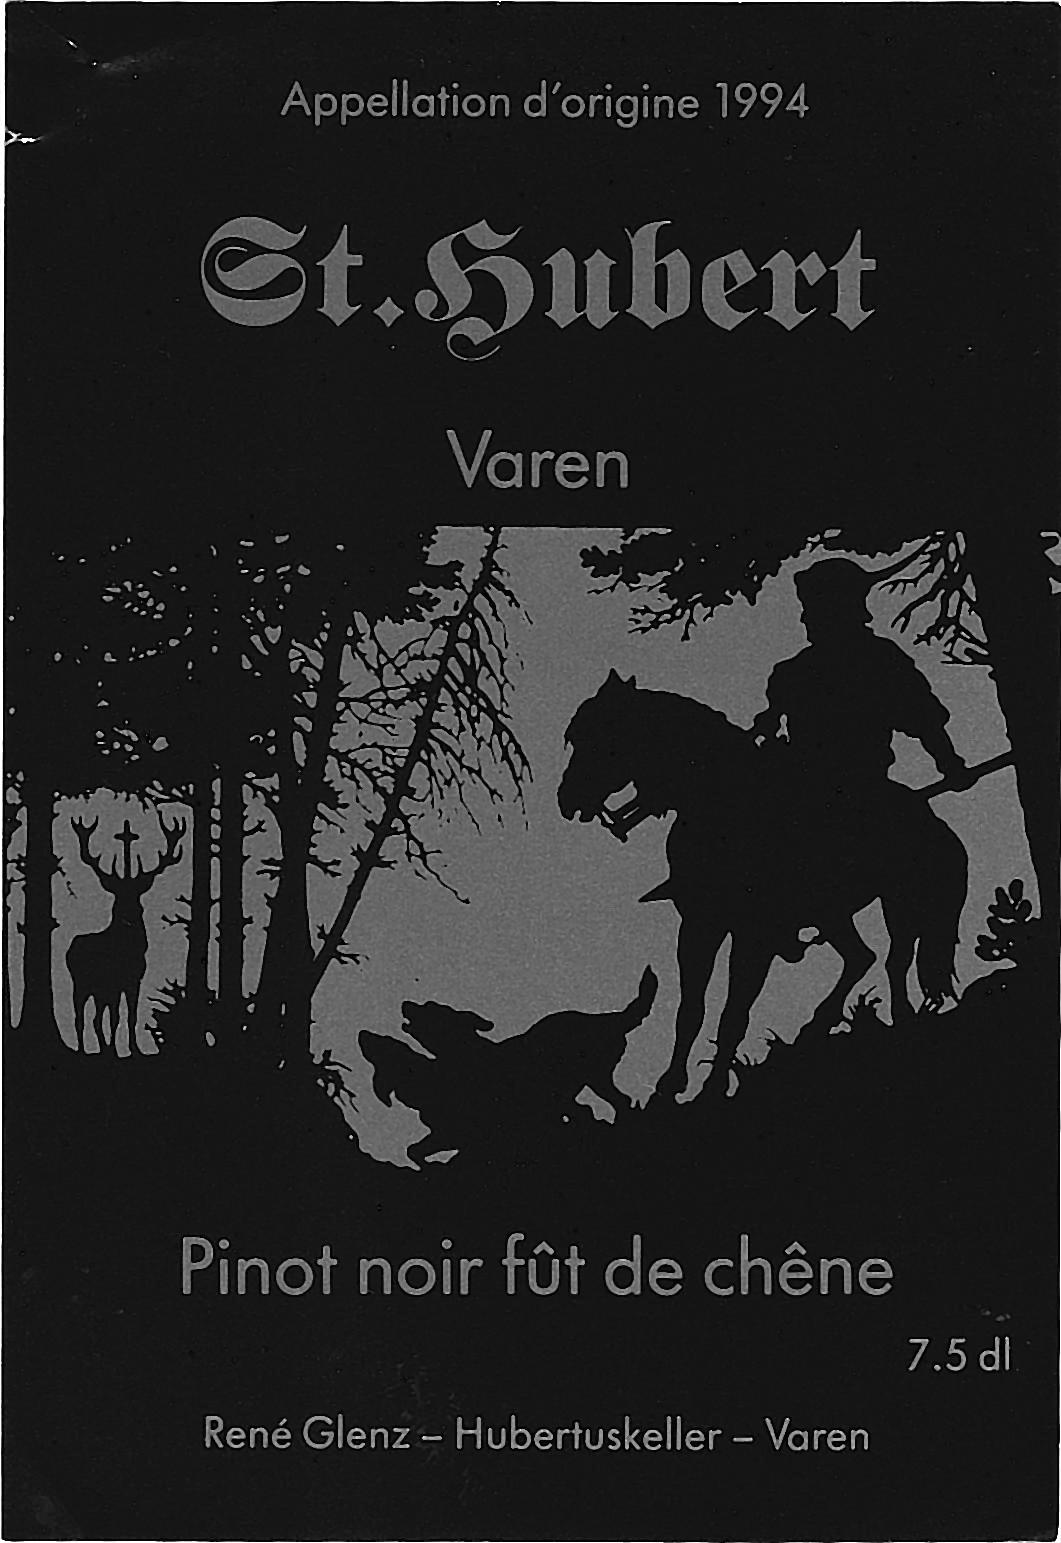 Appellation d'origine 1994
St. Hubert
Varen
Pinot noir fût de chêne
7.5 dl
René Glenz – Hubertuskeller – Varen